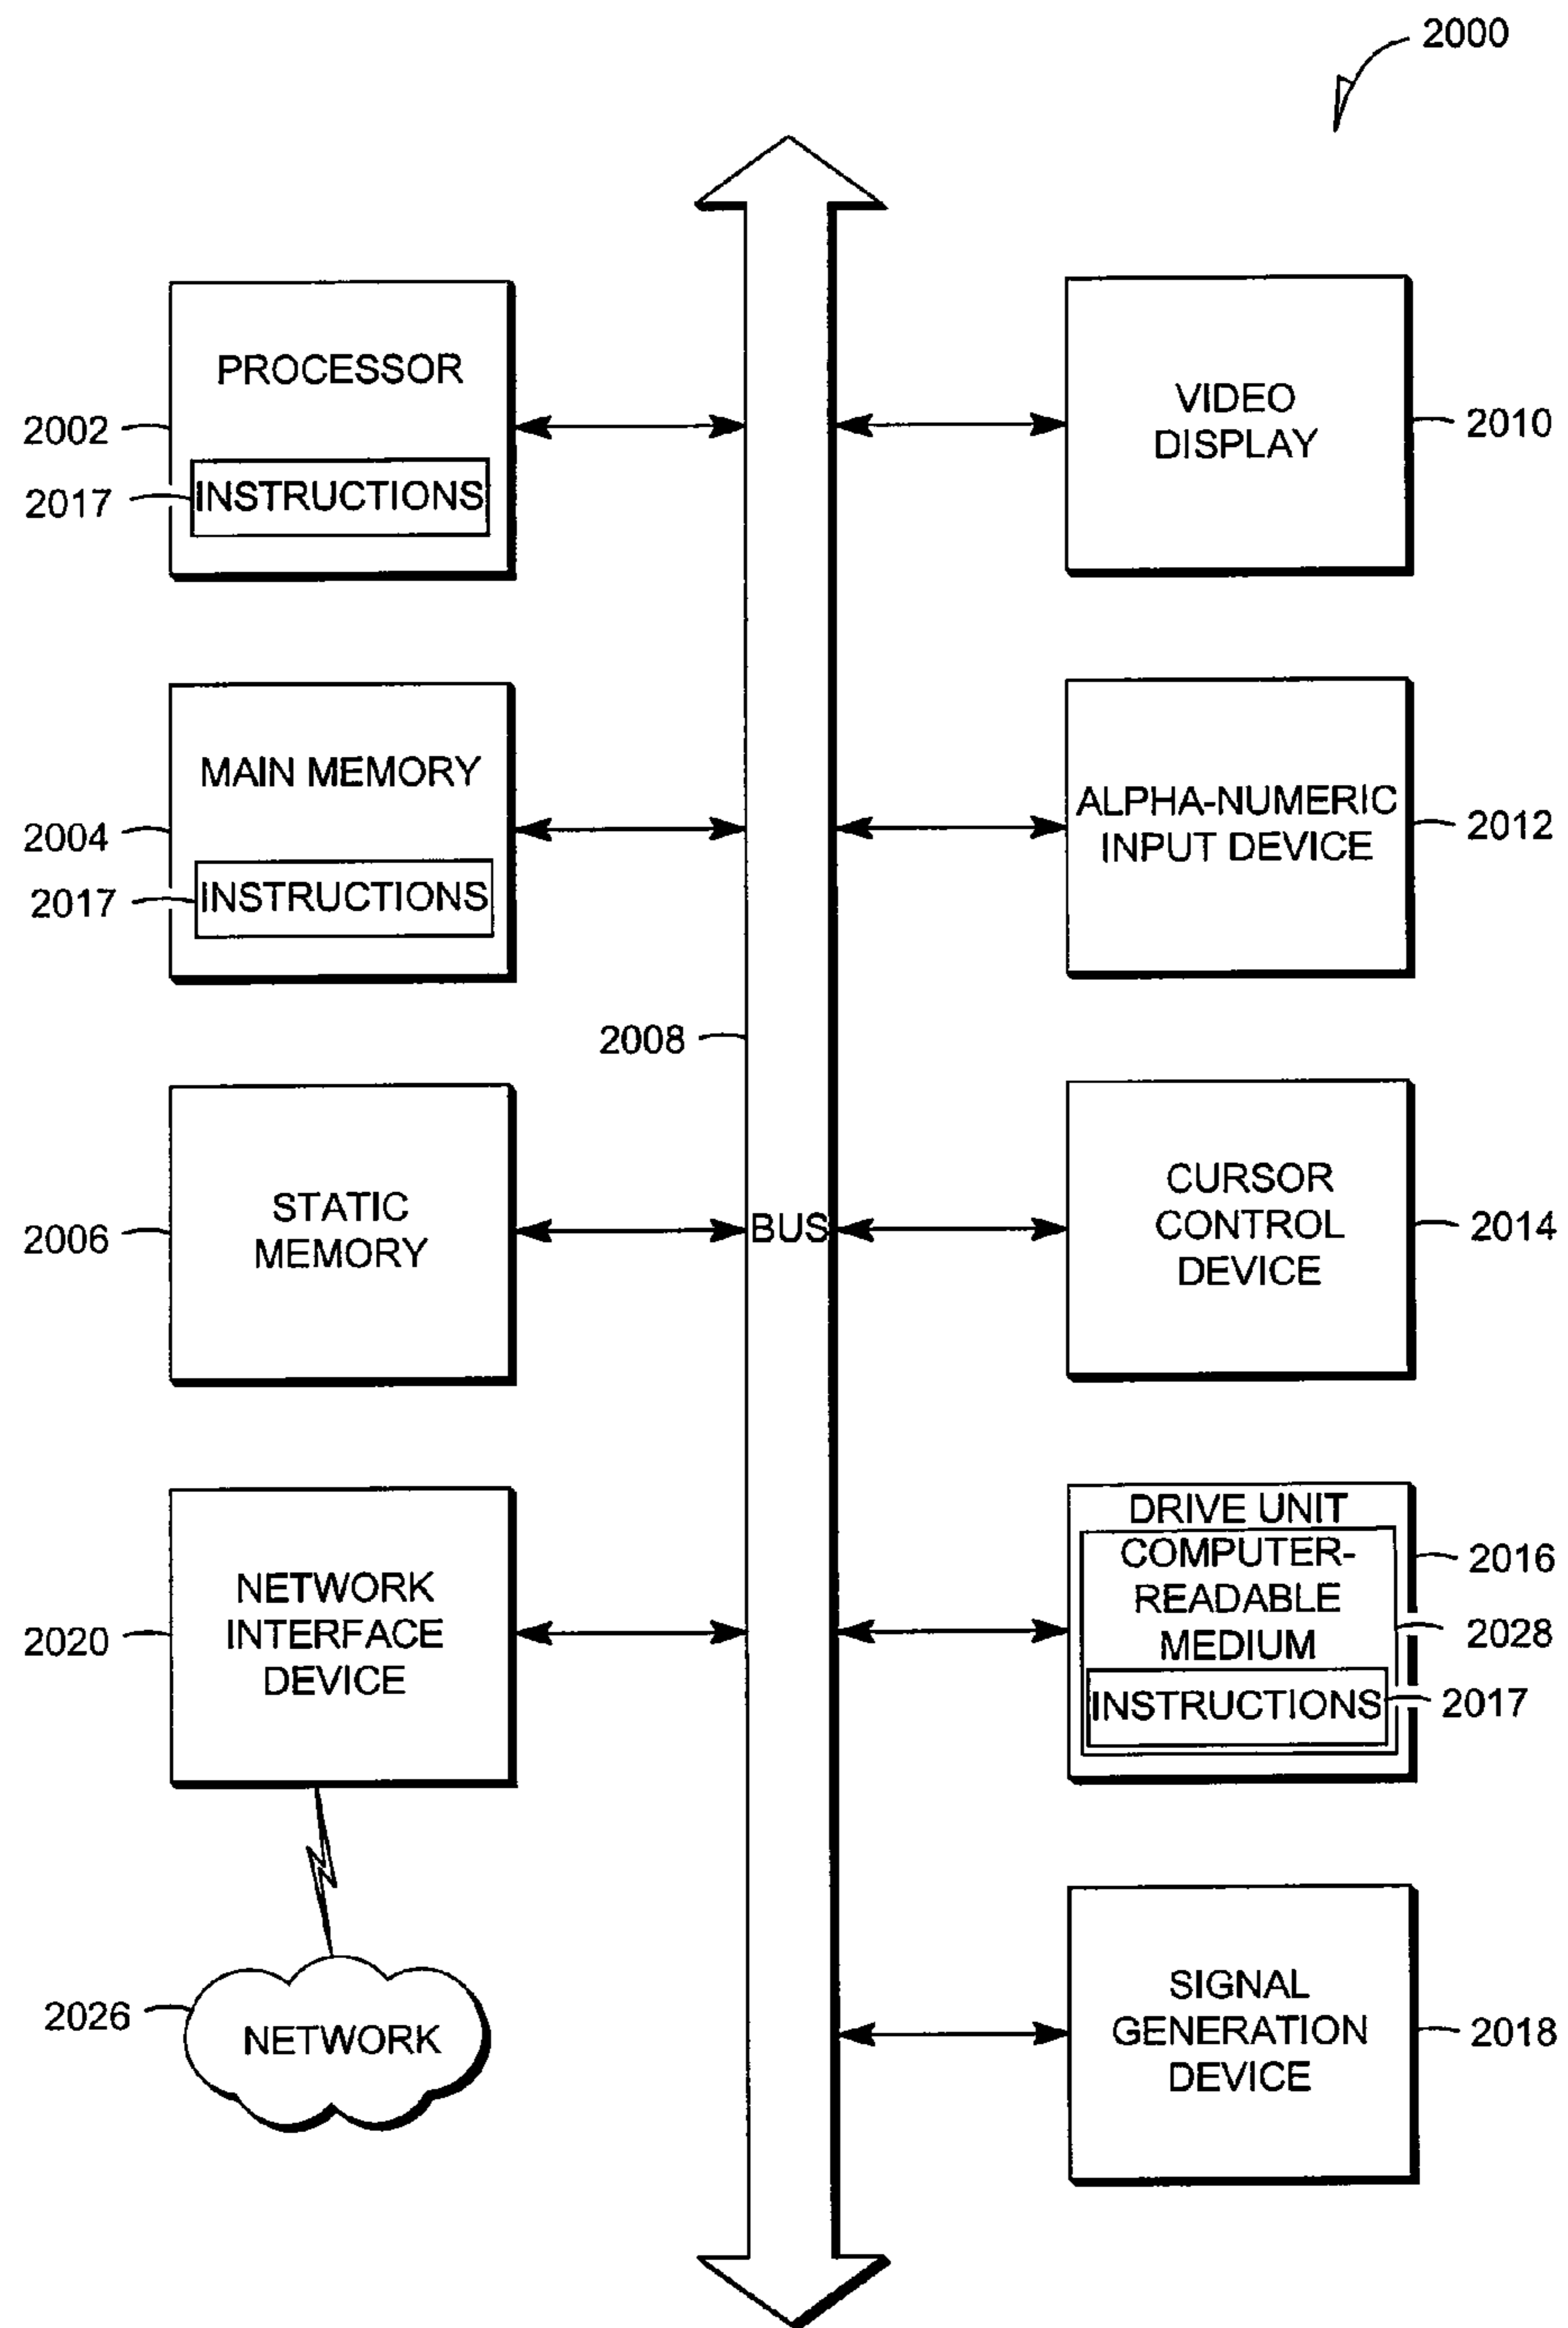 2000
PROCESSOR
2002
2017
INSTRUCTIONS
VIDEO
DISPLAY
2010
MAIN MEMORY
2004
2017
INSTRUCTIONS
ALPHA-NUMERIC
INPUT DEVICE
2012
2008
STATIC
MEMORY
2006
BUS
CURSOR
CONTROL
DEVICE
2014
NETWORK
INTERFACE
DEVICE
2020
DRIVE UNIT
COMPUTER-
READABLE
MEDIUM
INSTRUCTIONS
2016
2028
2017
2026
NETWORK
SIGNAL
GENERATION
DEVICE
2018